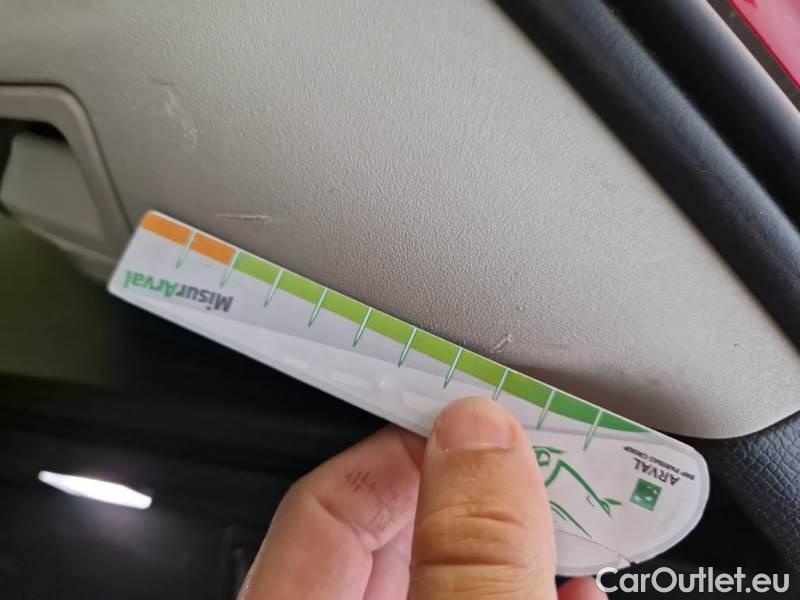 MisurArval
ARVAL
BNP PARIBAS GROUP
CarOutlet.eu